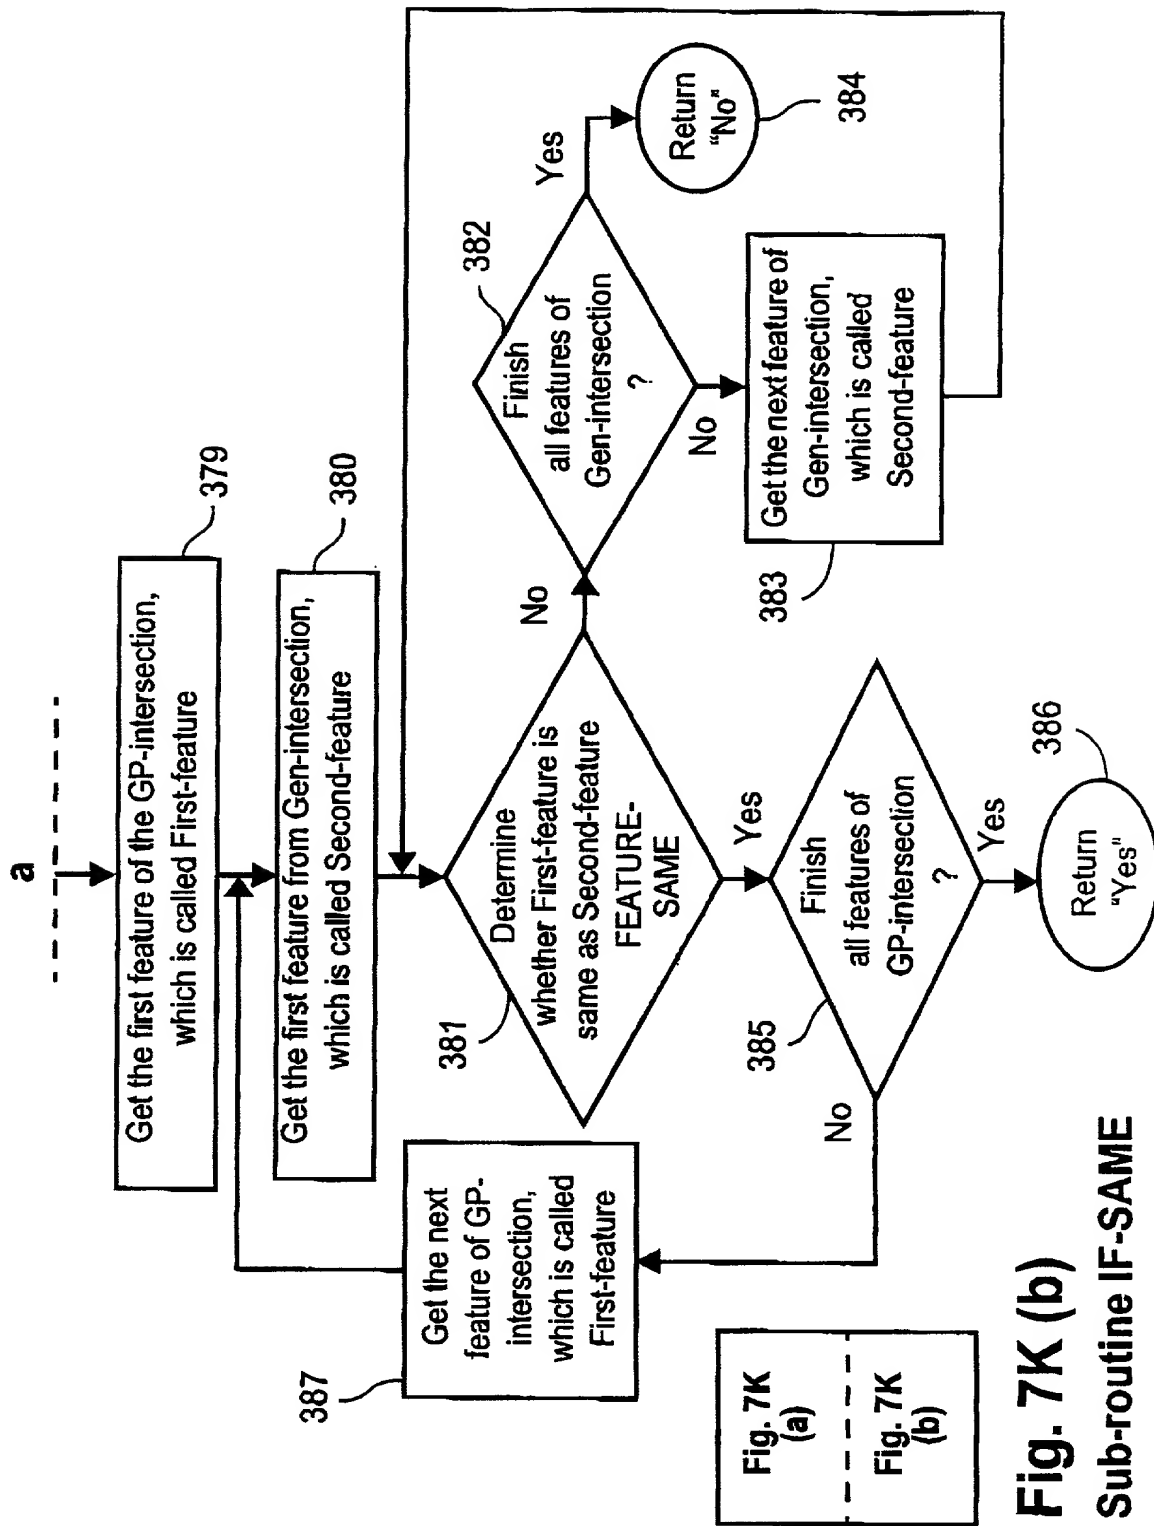 a
Get the first feature of the GP-intersection,
which is called First-feature
379
Get the first feature from Gen-intersection,
which is called Second-feature
380
Determine
whether First-feature is
same as Second-feature
FEATURE-
SAME
381
No
Yes
Finish
all features of
Gen-intersection
?
382
Yes
No
Return
"No"
384
Get the next feature of
Gen-intersection,
which is called
Second-feature
383
Finish
all features of
GP-intersection
?
385
No
Yes
Return
"Yes"
386
Get the next
feature of GP-
intersection,
which is called
First-feature
387
Fig. 7K
(a)
Fig. 7K
(b)
Fig. 7K (b)
Sub-routine IF-SAME